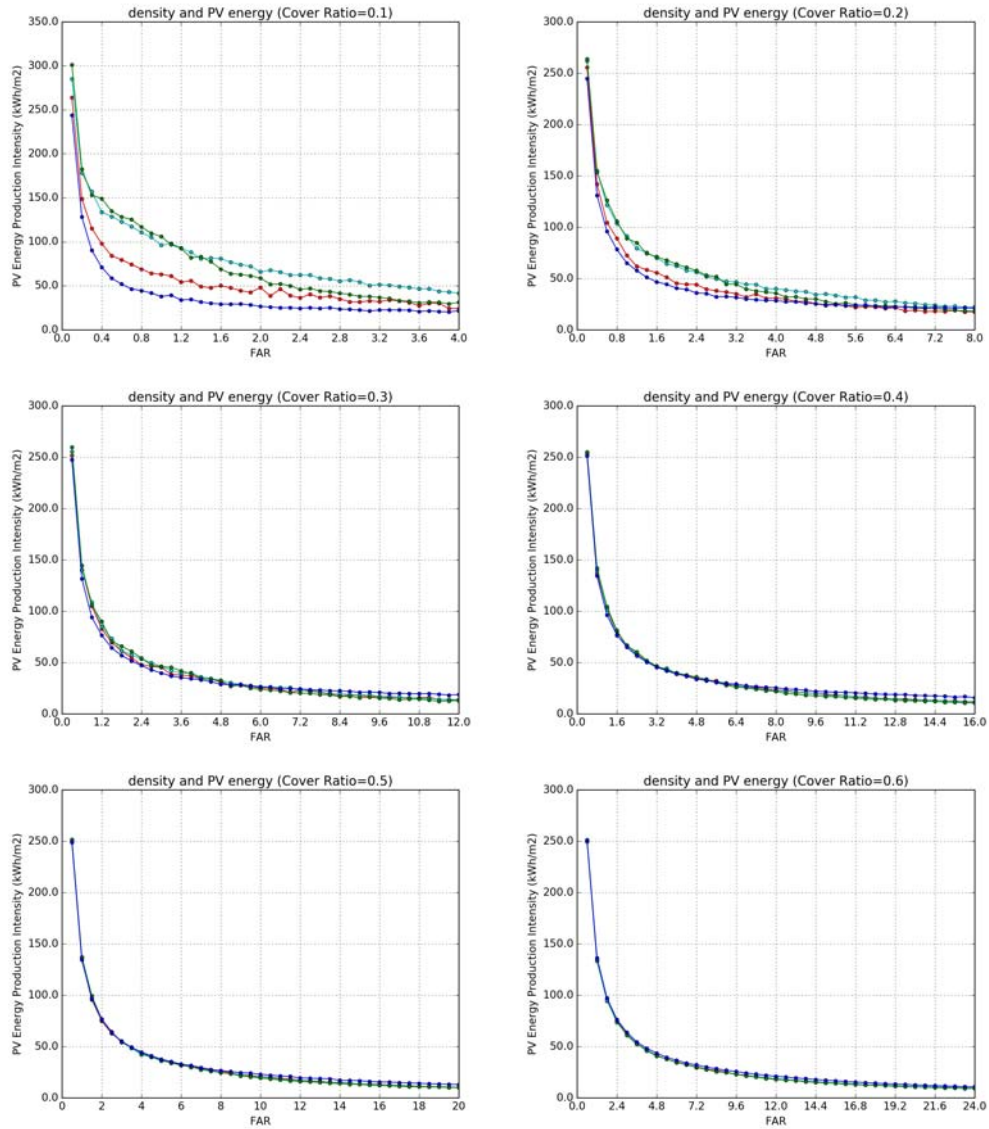 density and PV energy (Cover Ratio=0.1)
350.0
300.0
250.0
200.0
150.0
100.0
50.0
0.0
PV Energy Production Intensity (kWh/m2)
0.0 0.4 0.8 1.2 1.6 2.0 2.4 2.8 3.2 3.6 4.0
FAR
density and PV energy (Cover Ratio=0.2)
300.0
250.0
200.0
150.0
100.0
50.0
0.0
PV Energy Production Intensity (kWh/m2)
0.0 0.8 1.6 2.4 3.2 4.0 4.8 5.6 6.4 7.2 8.0
FAR
density and PV energy (Cover Ratio=0.3)
300.0
250.0
200.0
150.0
100.0
50.0
0.0
PV Energy Production Intensity (kWh/m2)
0.0 1.2 2.4 3.6 4.8 6.0 7.2 8.4 9.6 10.8 12.0
FAR
density and PV energy (Cover Ratio=0.4)
300.0
250.0
200.0
150.0
100.0
50.0
0.0
PV Energy Production Intensity (kWh/m2)
0.0 1.6 3.2 4.8 6.4 8.0 9.6 11.2 12.8 14.4 16.0
FAR
density and PV energy (Cover Ratio=0.5)
300.0
250.0
200.0
150.0
100.0
50.0
0.0
PV Energy Production Intensity (kWh/m2)
0 2 4 6 8 10 12 14 16 18 20
FAR
density and PV energy (Cover Ratio=0.6)
300.0
250.0
200.0
150.0
100.0
50.0
0.0
PV Energy Production Intensity (kWh/m2)
0.0 2.4 4.8 7.2 9.6 12.0 14.4 16.8 19.2 21.6 24.0
FAR